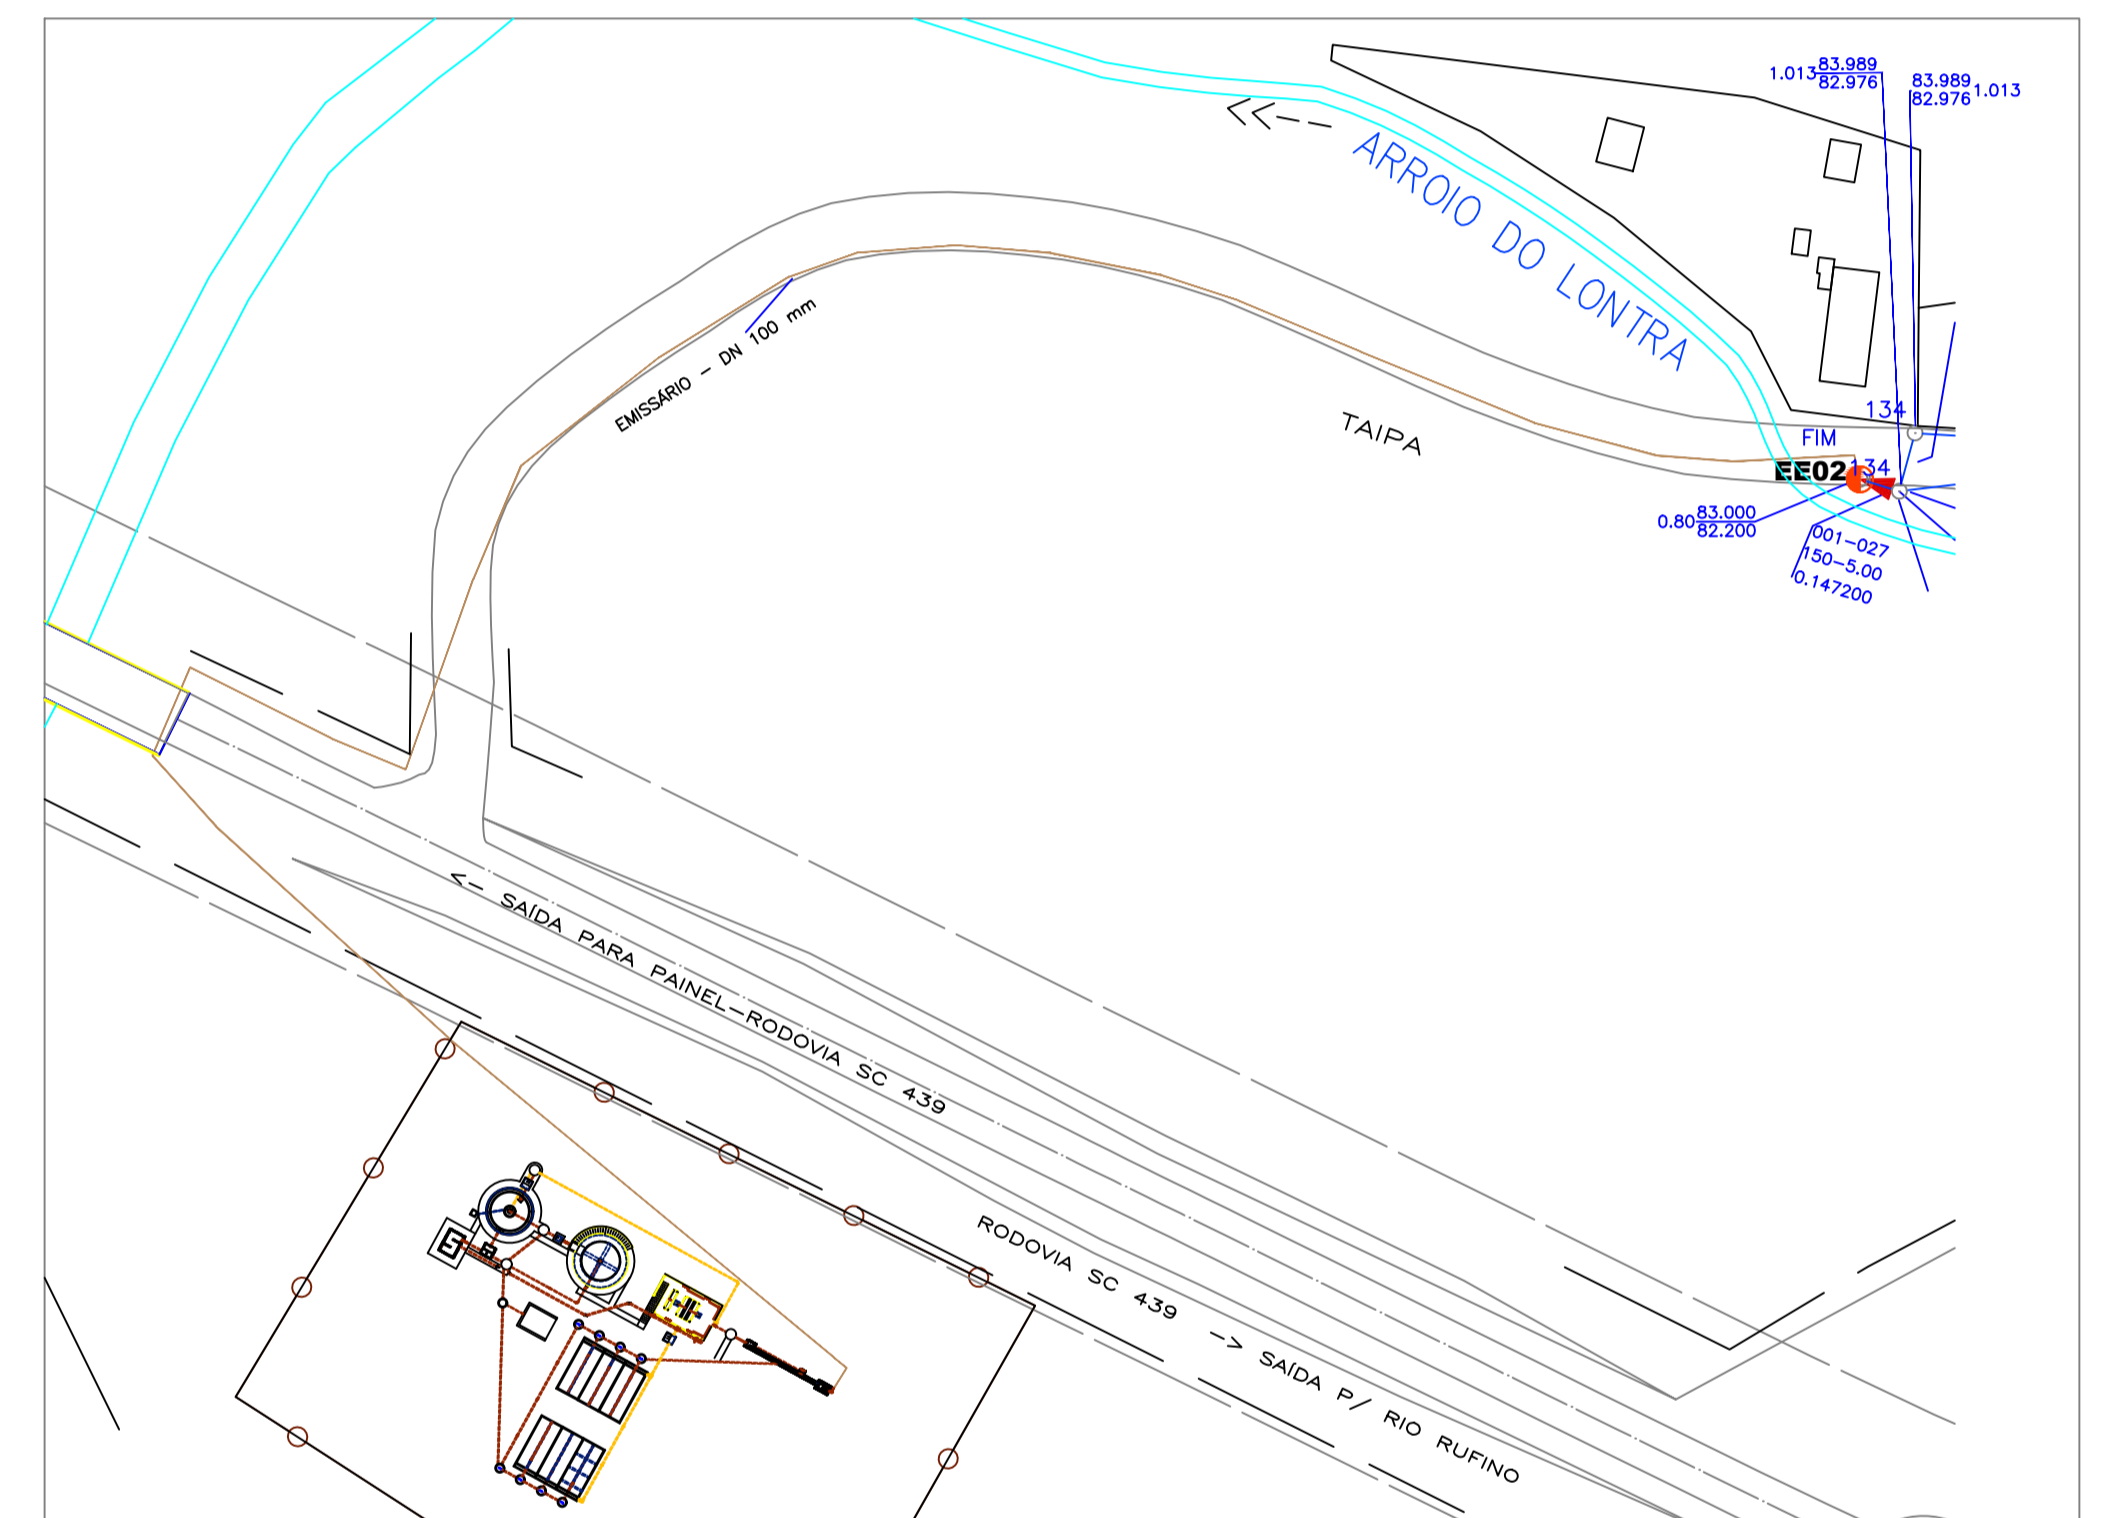 1.013
83.989
82.976
83.989
82.976
1.013
ARROIO DO LONTRA
EMISSÁRIO - DN 100 mm
TAIPA
134
FIM
EE02
134
0.80
83.000
82.200
001-027
150-5.00
0.147200
<- SAÍDA PARA PAINEL-RODOVIA SC 439
RODOVIA SC 439 -> SAÍDA P/ RIO RUFINO